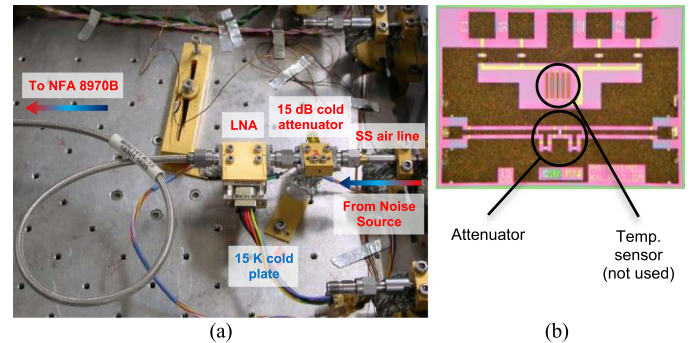 To NFA 8970B
LNA
15 dB cold
attenuator
SS air line
From Noise
Source
15 K cold
plate
(a)
Attenuator
Temp.
sensor
(not used)
(b)